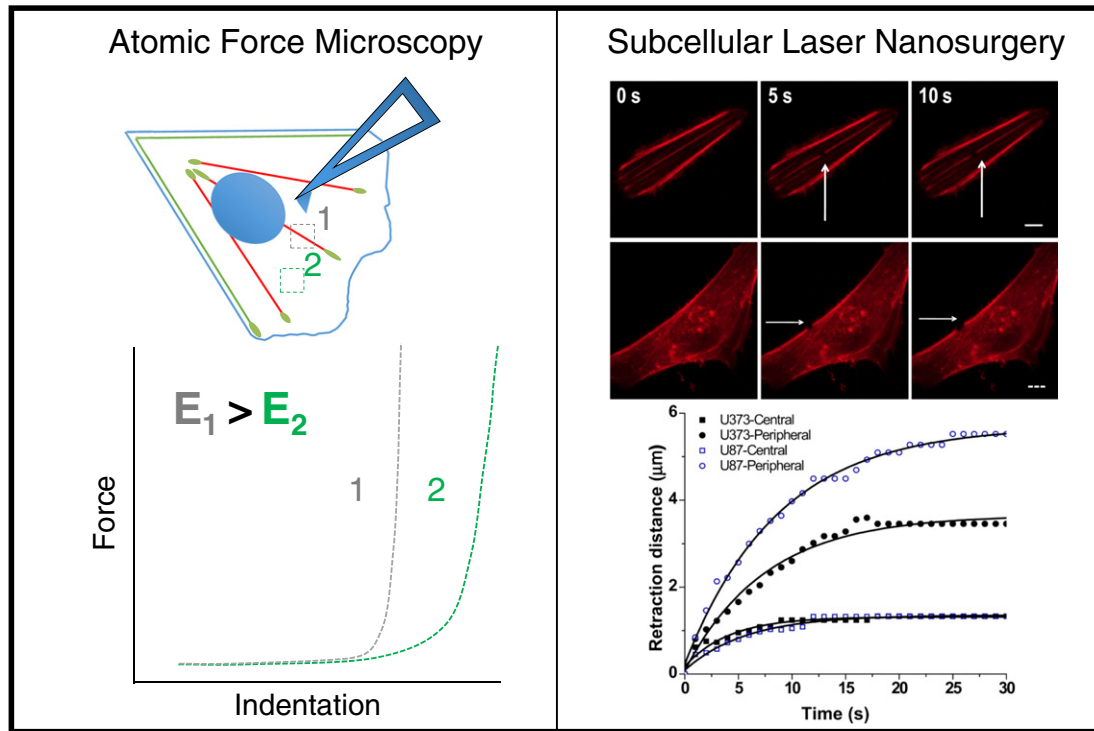 Atomic Force Microscopy
1
2
E₁ > E₂
1
2
Force
Indentation
Subcellular Laser Nanosurgery
0 s
5 s
10 s
U373-Central
U373-Peripheral
U87-Central
U87-Peripheral
Retraction distance (μm)
6
4
2
0
0 5 10 15 20 25 30
Time (s)